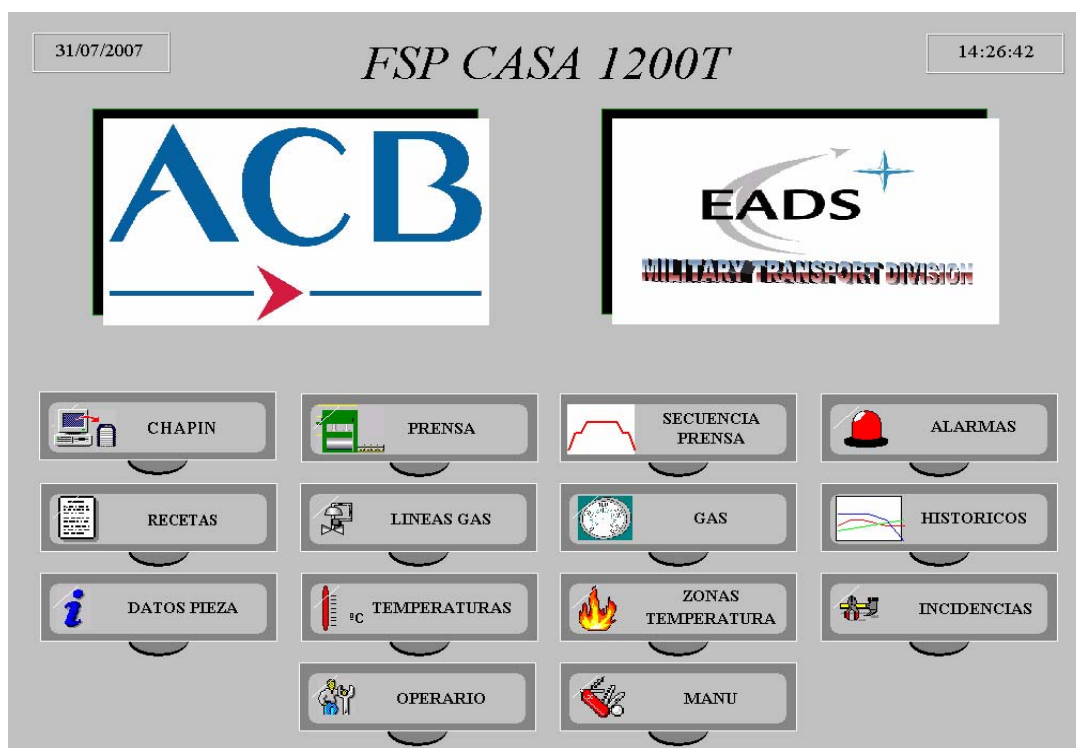 31/07/2007
FSP CASA 1200T
14:26:42
ACB
EADS
MILITARY TRANSPORT DIVISION
CHAPIN
PRENSA
SECUENCIA
PRENSA
ALARMAS
RECETAS
LINEAS GAS
GAS
HISTORICOS
DATOS PIEZA
ºC
TEMPERATURAS
ZONAS
TEMPERATURA
INCIDENCIAS
OPERARIO
MANU